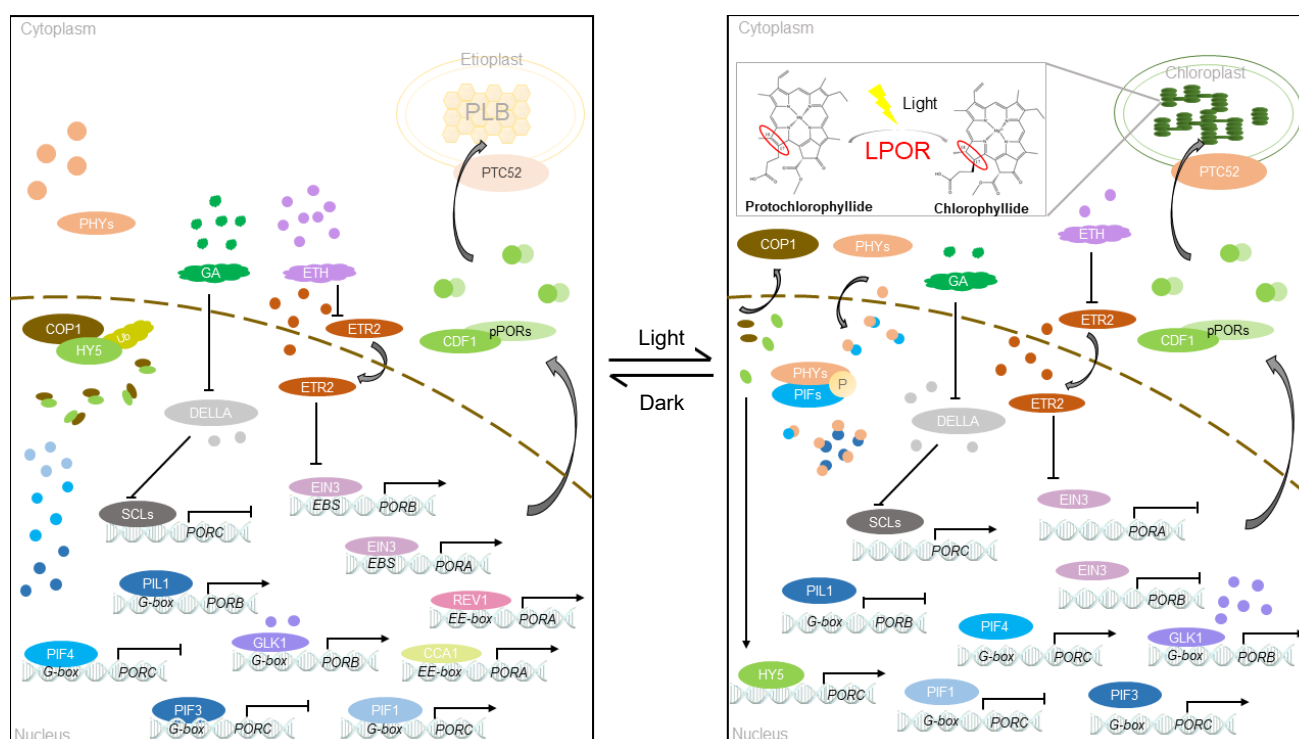 Cytoplasm
Etioplast
PLB
PTC52
PHYs
GA
ETH
COP1
Ub
HY5
ETR2
pPORs
CDF1
ETR2
DELLA
SCLs
PORC
EIN3
EBS
PORB
EIN3
EBS
PORA
PIL1
G-box
PORB
REV1
EE-box
PORA
GLK1
G-box
PORB
PIF4
G-box
PORC
CCA1
EE-box
PORA
PIF3
G-box
PORC
PIF1
G-box
PORC
Nucleus
Light
Dark
Cytoplasm
Chloroplast
Light
LPOR
Protochlorophyllide
Chlorophyllide
PTC52
COP1
PHYs
GA
ETH
ETR2
pPORs
CDF1
PHYs
P
PIFs
ETR2
DELLA
SCLs
PORC
EIN3
PORA
EIN3
PORB
PIL1
G-box
PORB
PIF4
G-box
PORC
GLK1
G-box
PORB
HY5
PORC
PIF1
G-box
PORC
PIF3
G-box
PORC
Nucleus